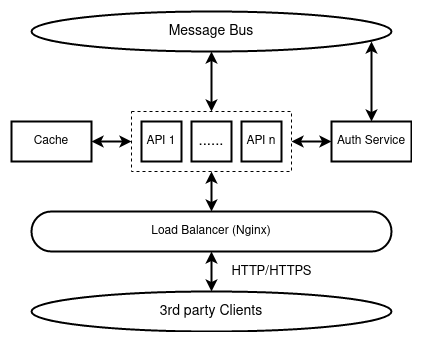 Message Bus
Cache
API 1
......
API n
Auth Service
Load Balancer (Nginx)
HTTP/HTTPS
3rd party Clients